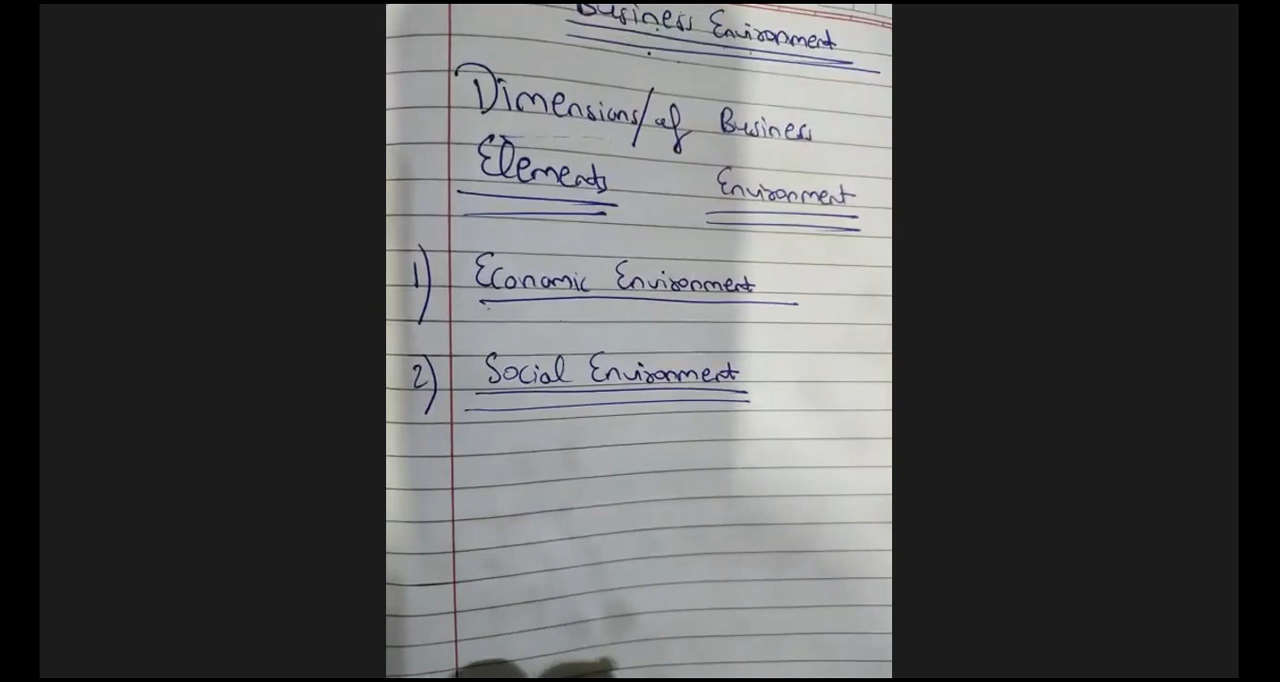 Business Environment
Dimensions/of Business
Elements Environment
1) Economic Environment
2) Social Environment